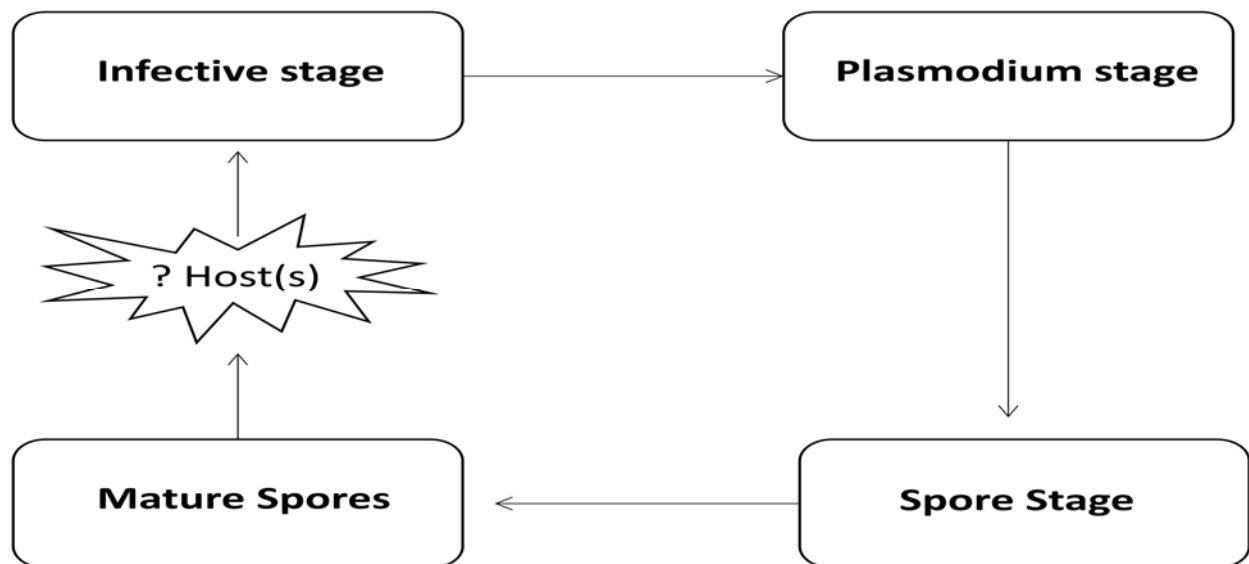 Infective stage
Plasmodium stage
? Host(s)
Mature Spores
Spore Stage